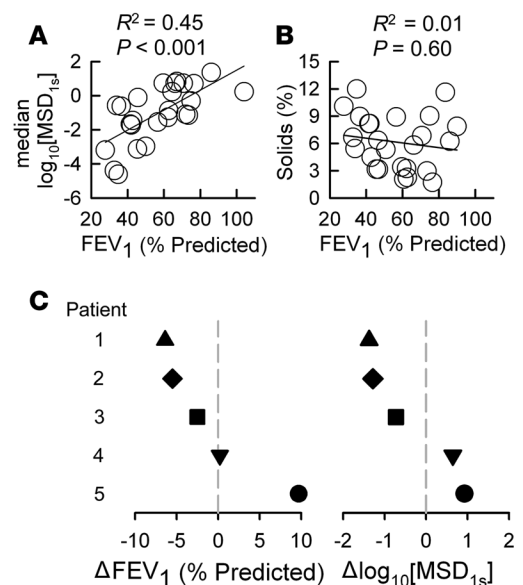 A
R² = 0.45
P < 0.001
median
log₁₀[MSD₁ₛ]
2
0
-2
-4
-6
20 40 60 80 100
FEV₁ (% Predicted)
B
R² = 0.01
P = 0.60
Solids (%)
15
12
9
6
3
0
20 40 60 80 100
FEV₁ (% Predicted)
C
Patient
1
2
3
4
5
-10 -5 0 5 10
ΔFEV₁ (% Predicted)
-2 -1 0 1 2
Δlog₁₀[MSD₁ₛ]